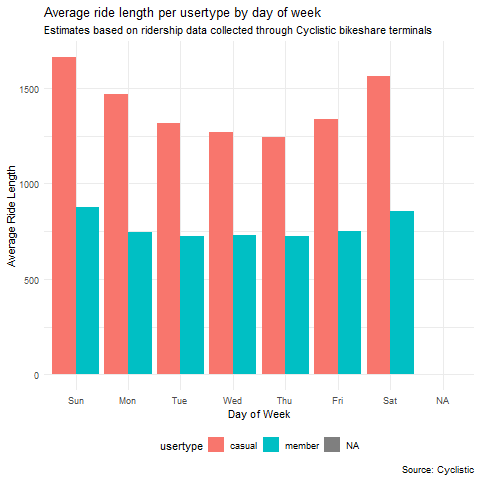 Average ride length per usertype by day of week
Estimates based on ridership data collected through Cyclistic bikeshare terminals
Average Ride Length
1500
1000
500
0
Sun Mon Tue Wed Thu Fri Sat NA
Day of Week
usertype casual member NA
Source: Cyclistic